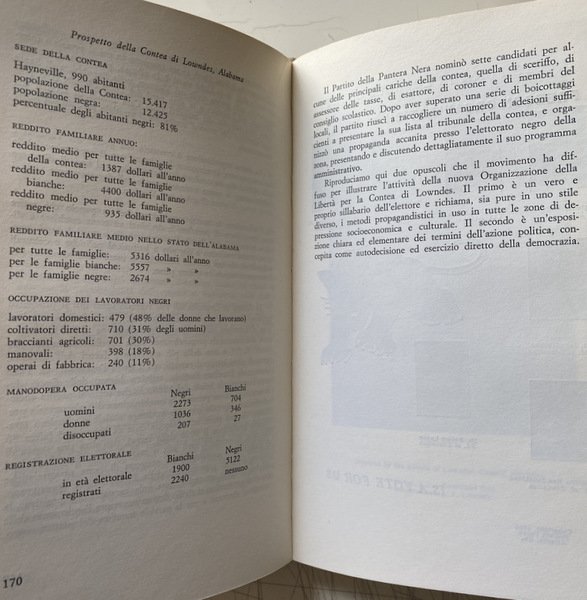 Prospetto della Contea di Lowndes, Alabama
SEDE DELLA CONTEA
Hayneville, 990 abitanti
popolazione della Contea: 15.417
popolazione negra: 12.425
percentuale degli abitanti negri: 81%
REDDITO FAMILIARE ANNUO:
reddito medio per tutte le famiglie
della contea: 1387 dollari all'anno
reddito medio per tutte le famiglie
bianche: 4400 dollari all'anno
reddito medio per tutte le famiglie
negre: 935 dollari all'anno
REDDITO FAMILIARE MEDIO NELLO STATO DELL'ALABAMA
per tutte le famiglie: 5316 dollari all'anno
per le famiglie bianche: 5557 » »
per le famiglie negre: 2674 » »
OCCUPAZIONE DEI LAVORATORI NEGRI
lavoratori domestici: 479 (48% delle donne che lavorano)
coltivatori diretti: 710 (31% degli uomini)
braccianti agricoli: 701 (30%)
manovali: 398 (18%)
operai di fabbrica: 240 (11%)
MANODOPERA OCCUPATA
Negri Bianchi
uomini 2273 704
donne 1036 346
disoccupati 207 27
REGISTRAZIONE ELETTORALE
Bianchi Negri
in età elettorale 1900 5122
registrati 2240 nessuno
170
Il Partito della Pantera Nera nominò sette candidati per al-
cune delle principali cariche della contea, quella di sceriffo, di
assessore delle tasse, di esattore, di coroner e di membri del
consiglio scolastico. Dopo aver superato una serie di boicottaggi
locali, il partito riuscì a raccogliere un numero di adesioni suffi-
cienti a presentare la sua lista al tribunale della contea, e orga-
nizzò una propaganda accanita presso l'elettorato negro della
zona, presentando e discutendo dettagliatamente il suo programma
amministrativo.
Riproduciamo qui due opuscoli che il movimento ha dif-
fuso per illustrare l'attività della nuova Organizzazione della
Libertà per la Contea di Lowndes. Il primo è un vero e
proprio sillabario dell'elettore e richiama, sia pure in uno stile
diverso, i metodi propagandistici in uso in tutte le zone di de-
pressione socioeconomica e culturale. Il secondo è un'esposi-
zione chiara ed elementare dei termini dell'azione politica, con-
cepita come autodecisione ed esercizio diretto della democrazia.
IS A VOTE FOR US